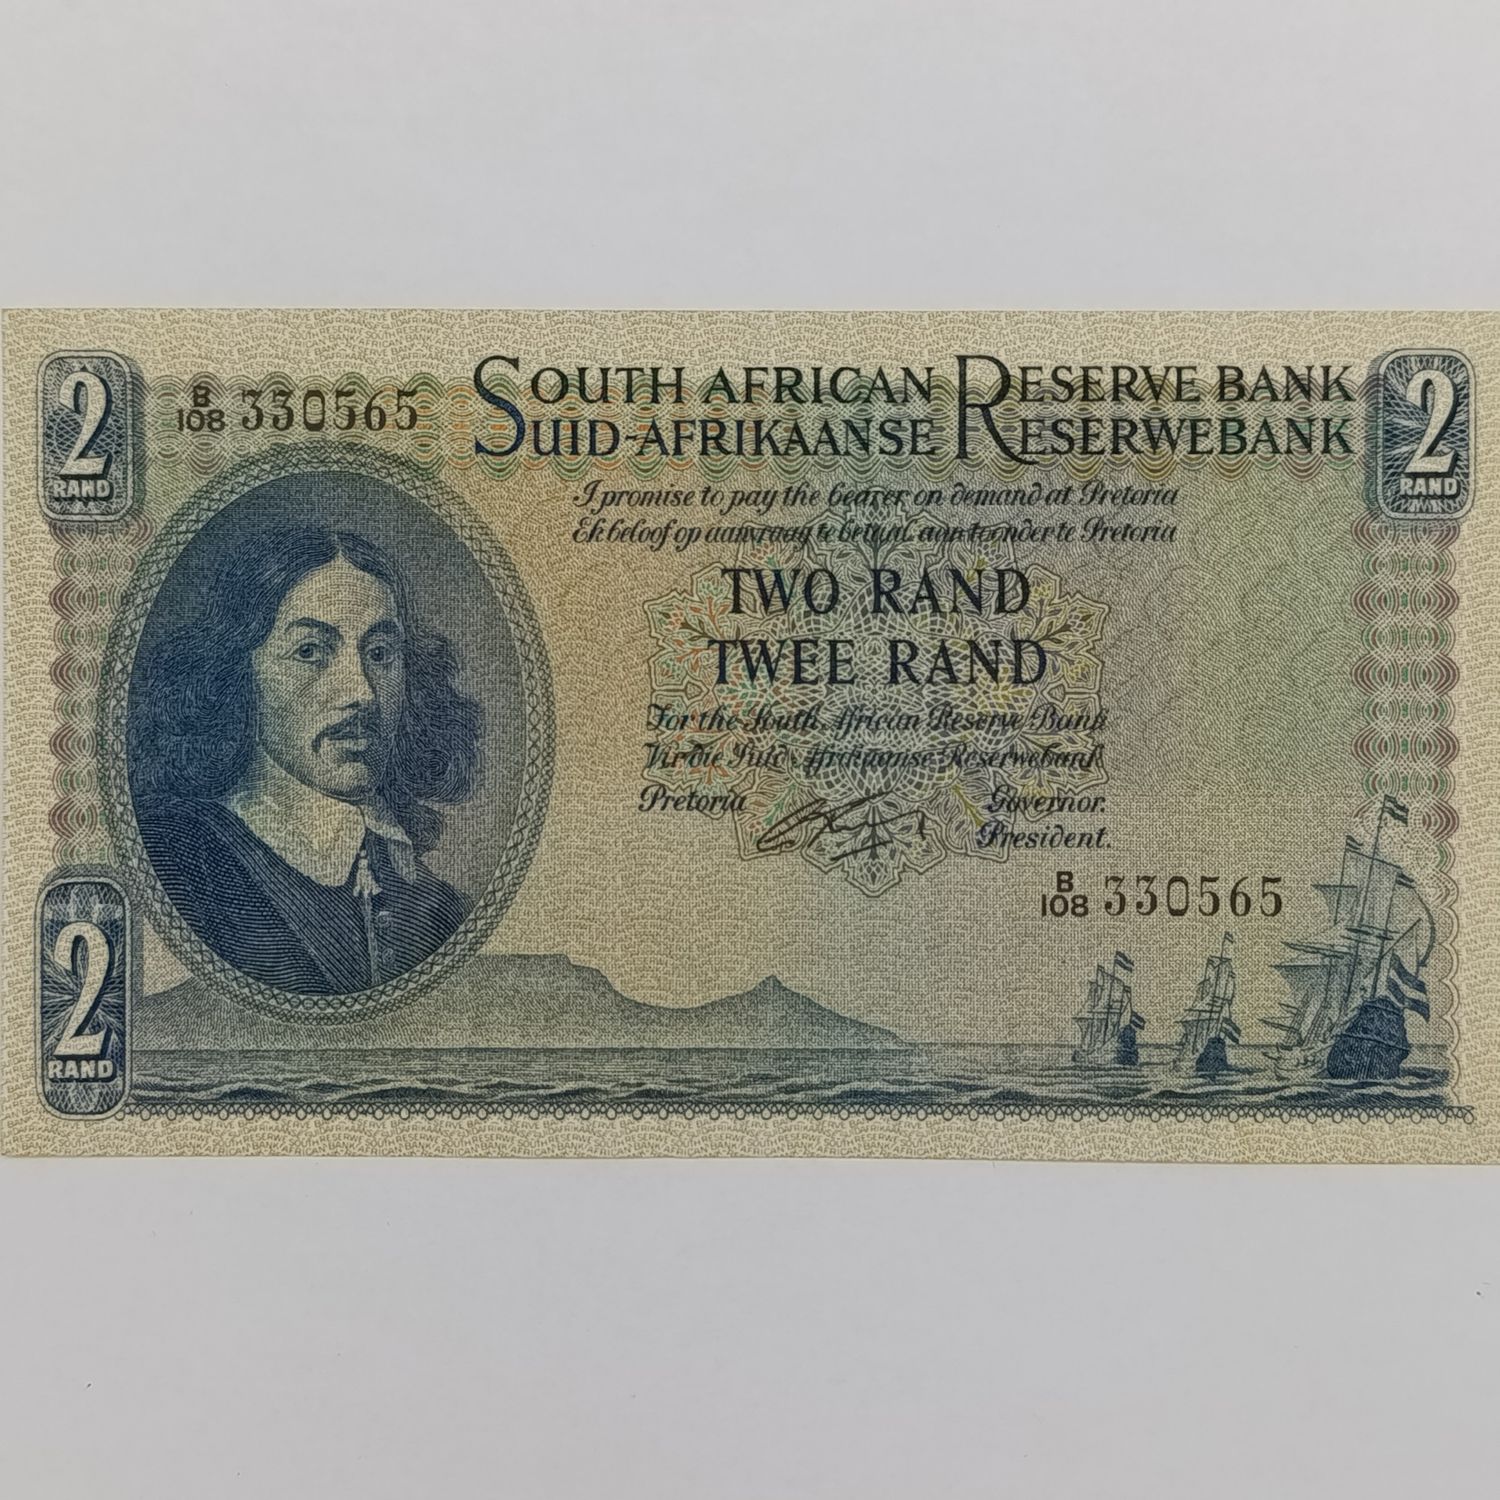 2 RAND
B/108 330565
SOUTH AFRICAN RESERVE BANK
SUID-AFRIKAANSE RESERWEBANK
2 RAND
I promise to pay the bearer on demand at Pretoria
Ek beloof op aanvraag te betaal aan toonder te Pretoria
TWO RAND
TWEE RAND
For the South African Reserve Bank
Vir die Suid-Afrikaanse Reserwebank
Pretoria
Governor.
President.
B/108 330565
2 RAND